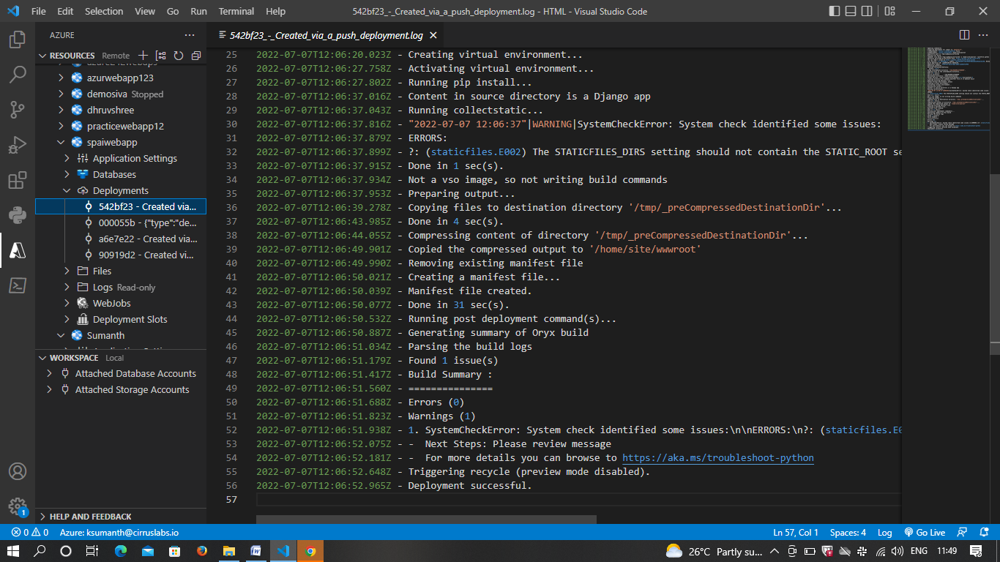 File Edit Selection View Go Run Terminal Help
542bf23_-_Created_via_a_push_deployment.log - HTML - Visual Studio Code
AZURE
542bf23_-_Created_via_a_push_deployment.log
RESOURCES Remote
azurwebapp123
demosiva Stopped
dhruvshree
practicewebapp12
spaiwebapp
Application Settings
Databases
Deployments
542bf23 - Created via...
000055b - {"type":"de...
a6e7e22 - Created via...
90919d2 - Created vi...
Files
Logs Read-only
WebJobs
Deployment Slots
Sumanth
WORKSPACE Local
Attached Database Accounts
Attached Storage Accounts
HELP AND FEEDBACK
25 2022-07-07T12:06:20.023Z - Creating virtual environment...
26 2022-07-07T12:06:27.758Z - Activating virtual environment...
27 2022-07-07T12:06:27.802Z - Running pip install...
28 2022-07-07T12:06:37.016Z - Content in source directory is a Django app
29 2022-07-07T12:06:37.043Z - Running collectstatic...
30 2022-07-07T12:06:37.816Z - "2022-07-07 12:06:37"|WARNING|SystemCheckError: System check identified some issues:
31 2022-07-07T12:06:37.879Z - ERRORS:
32 2022-07-07T12:06:37.899Z - ?: (staticfiles.E002) The STATICFILES_DIRS setting should not contain the STATIC_ROOT se
33 2022-07-07T12:06:37.915Z - Done in 1 sec(s).
34 2022-07-07T12:06:37.934Z - Not a vso image, so not writing build commands
35 2022-07-07T12:06:37.953Z - Preparing output...
36 2022-07-07T12:06:39.278Z - Copying files to destination directory '/tmp/_preCompressedDestinationDir'...
37 2022-07-07T12:06:43.985Z - Done in 4 sec(s).
38 2022-07-07T12:06:44.055Z - Compressing content of directory '/tmp/_preCompressedDestinationDir'...
39 2022-07-07T12:06:49.901Z - Copied the compressed output to '/home/site/wwwroot'
40 2022-07-07T12:06:49.990Z - Removing existing manifest file
41 2022-07-07T12:06:50.021Z - Creating a manifest file...
42 2022-07-07T12:06:50.039Z - Manifest file created.
43 2022-07-07T12:06:50.077Z - Done in 31 sec(s).
44 2022-07-07T12:06:50.532Z - Running post deployment command(s)...
45 2022-07-07T12:06:50.887Z - Generating summary of Oryx build
46 2022-07-07T12:06:51.034Z - Parsing the build logs
47 2022-07-07T12:06:51.179Z - Found 1 issue(s)
48 2022-07-07T12:06:51.417Z - Build Summary :
49 2022-07-07T12:06:51.560Z - ===============
50 2022-07-07T12:06:51.688Z - Errors (0)
51 2022-07-07T12:06:51.823Z - Warnings (1)
52 2022-07-07T12:06:51.938Z - 1. SystemCheckError: System check identified some issues:\n\nERRORS:\n?: (staticfiles.E0
53 2022-07-07T12:06:52.075Z - -  Next Steps: Please review message
54 2022-07-07T12:06:52.181Z - -  For more details you can browse to https://aka.ms/troubleshoot-python
55 2022-07-07T12:06:52.648Z - Triggering recycle (preview mode disabled).
56 2022-07-07T12:06:52.965Z - Deployment successful.
57
1
0 0 Azure: ksumanth@cirruslabs.io
Ln 57, Col 1 Spaces: 4 Log Go Live
26°C Partly su... ENG 11:49